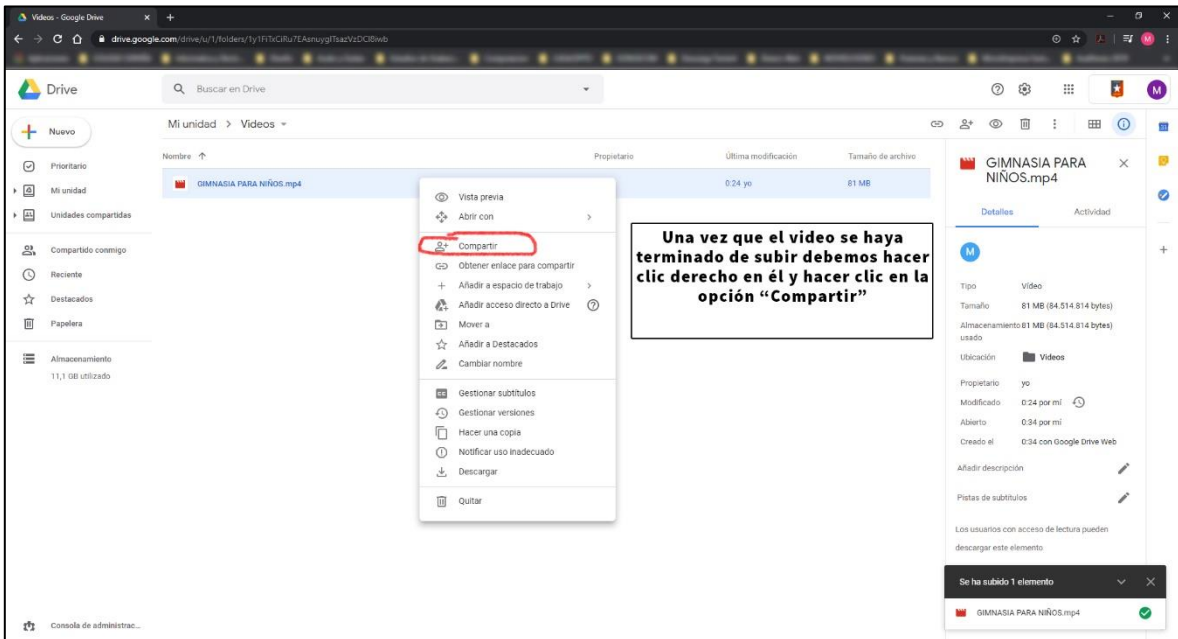 Videos - Google Drive
drive.google.com/drive/u/1/folders/1y1FiTxCiRu7EAsnuyglTsazVzDCl8iwb
M
Drive
Buscar en Drive
M
Nuevo
Mi unidad > Videos
Nombre
Propietario
Última modificación
Tamaño de archivo
GIMNASIA PARA NIÑOS.mp4
0:24 yo
81 MB
Prioritario
Mi unidad
Unidades compartidas
Compartido conmigo
Reciente
Destacados
Papelera
Almacenamiento
11,1 GB utilizado
Consola de administrac...
Vista previa
Abrir con
Compartir
Obtener enlace para compartir
Añadir a espacio de trabajo
Añadir acceso directo a Drive
Mover a
Añadir a Destacados
Cambiar nombre
Gestionar subtítulos
Gestionar versiones
Hacer una copia
Notificar uso inadecuado
Descargar
Quitar
Una vez que el video se haya
terminado de subir debemos hacer
clic derecho en él y hacer clic en la
opción “Compartir”
GIMNASIA PARA
NIÑOS.mp4
Detalles
Actividad
M
Tipo Vídeo
Tamaño 81 MB (84.514.814 bytes)
Almacenamiento 81 MB (84.514.814 bytes)
usado
Ubicación Videos
Propietario yo
Modificado 0:24 por mí
Abierto 0:34 por mí
Creado el 0:34 con Google Drive Web
Añadir descripción
Pistas de subtítulos
Los usuarios con acceso de lectura pueden
descargar este elemento
Se ha subido 1 elemento
GIMNASIA PARA NIÑOS.mp4